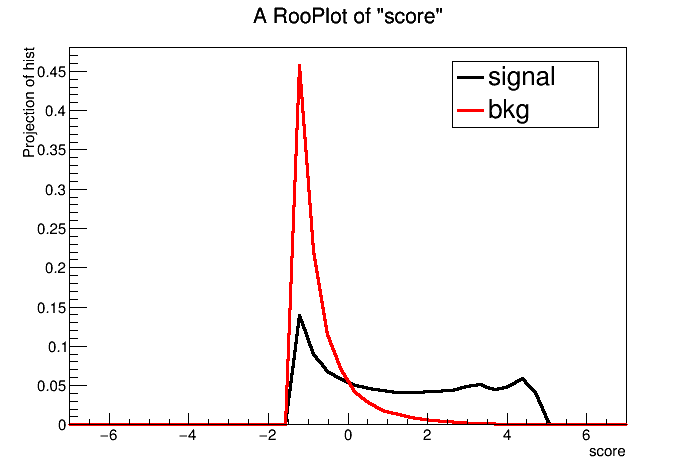 A RooPlot of "score"
Projection of hist
0.45
0.4
0.35
0.3
0.25
0.2
0.15
0.1
0.05
0
signal
bkg
−6 −4 −2 0 2 4 6
score